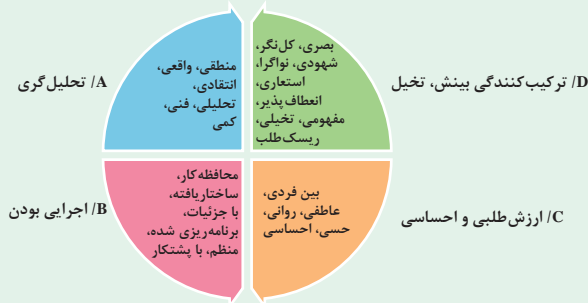 بصری، کل‌نگر،
شهودی، نواگرا،
استعاری،
انعطاف‌پذیر،
مفهومی، تخیلی،
ریسک‌طلب
D/ ترکیب‌کنندگی بینش، تخیل
منطقی، واقعی،
انتقادی،
تحلیلی، فنی،
کمی
A/ تحلیل‌گری
بین فردی،
عاطفی، روانی،
حسی، احساسی
C/ ارزش‌طلبی و احساسی
محافظه‌کار،
ساختاریافته،
با جزئیات،
برنامه‌ریزی شده،
منظم، با پشتکار
B/ اجرایی بودن